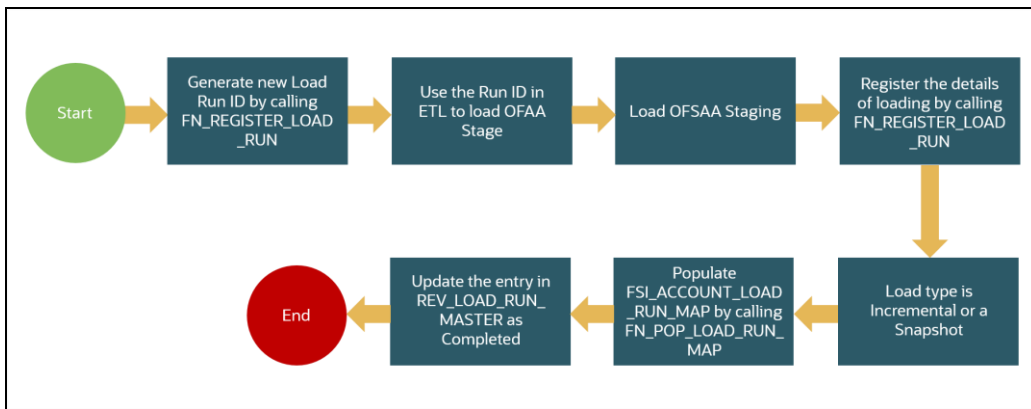 Start
Generate new Load
Run ID by calling
FN_REGISTER_LOAD
_RUN
Use the Run ID in
ETL to load OFAA
Stage
Load OFSAA Staging
Register the details
of loading by calling
FN_REGISTER_LOAD
_RUN
Load type is
Incremental or a
Snapshot
Populate
FSI_ACCOUNT_LOAD
_RUN_MAP by calling
FN_POP_LOAD_RUN_
MAP
Update the entry in
REV_LOAD_RUN_
MASTER as
Completed
End